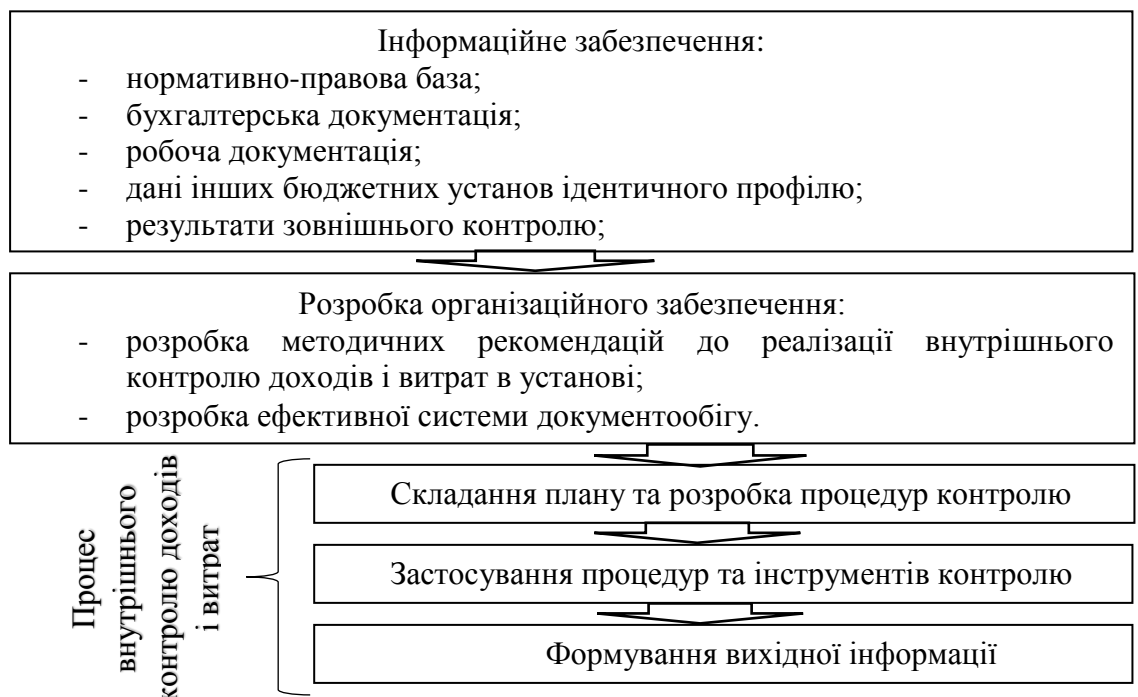 Інформаційне забезпечення:
- нормативно-правова база;
- бухгалтерська документація;
- робоча документація;
- дані інших бюджетних установ ідентичного профілю;
- результати зовнішнього контролю;
Розробка організаційного забезпечення:
- розробка методичних рекомендацій до реалізації внутрішнього
контролю доходів і витрат в установі;
- розробка ефективної системи документообігу.
Процес
внутрішнього
контролю доходів
і витрат
Складання плану та розробка процедур контролю
Застосування процедур та інструментів контролю
Формування вихідної інформації